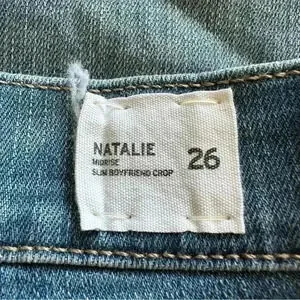 NATALIE
MIDRISE
SLIM BOYFRIEND CROP
26